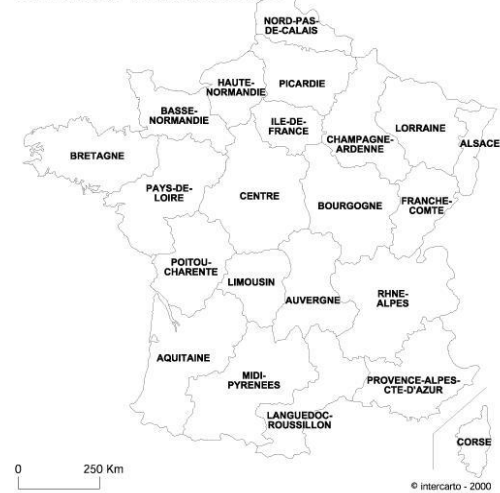 NORD-PAS-
DE-CALAIS
HAUTE-
NORMANDIE
PICARDIE
BASSE-
NORMANDIE
ILE-DE-
FRANCE
CHAMPAGNE-
ARDENNE
LORRAINE
ALSACE
BRETAGNE
PAYS-DE-
LOIRE
CENTRE
BOURGOGNE
FRANCHE-
COMTE
POITOU-
CHARENTE
LIMOUSIN
AUVERGNE
RHNE-
ALPES
AQUITAINE
MIDI-
PYRENEES
PROVENCE-ALPES-
CTE-D'AZUR
LANGUEDOC-
ROUSSILLON
CORSE
0 250 Km
© intercarto - 2000